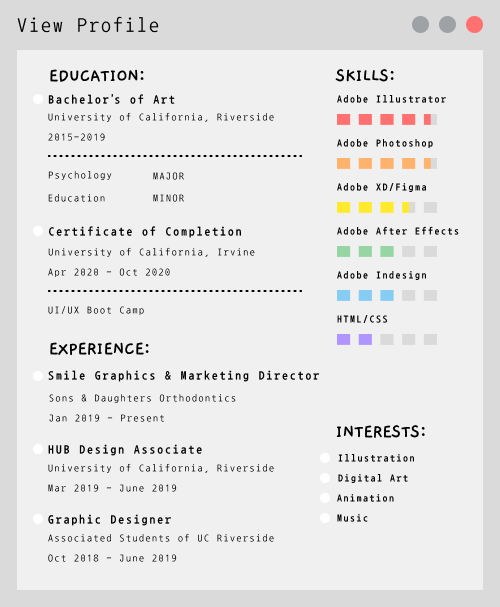 View Profile
EDUCATION:
Bachelor's of Art
University of California, Riverside
2015-2019
Psychology MAJOR
Education MINOR
Certificate of Completion
University of California, Irvine
Apr 2020 - Oct 2020
UI/UX Boot Camp
EXPERIENCE:
Smile Graphics & Marketing Director
Sons & Daughters Orthodontics
Jan 2019 - Present
HUB Design Associate
University of California, Riverside
Mar 2019 - June 2019
Graphic Designer
Associated Students of UC Riverside
Oct 2018 - June 2019
SKILLS:
Adobe Illustrator
Adobe Photoshop
Adobe XD/Figma
Adobe After Effects
Adobe Indesign
HTML/CSS
INTERESTS:
Illustration
Digital Art
Animation
Music